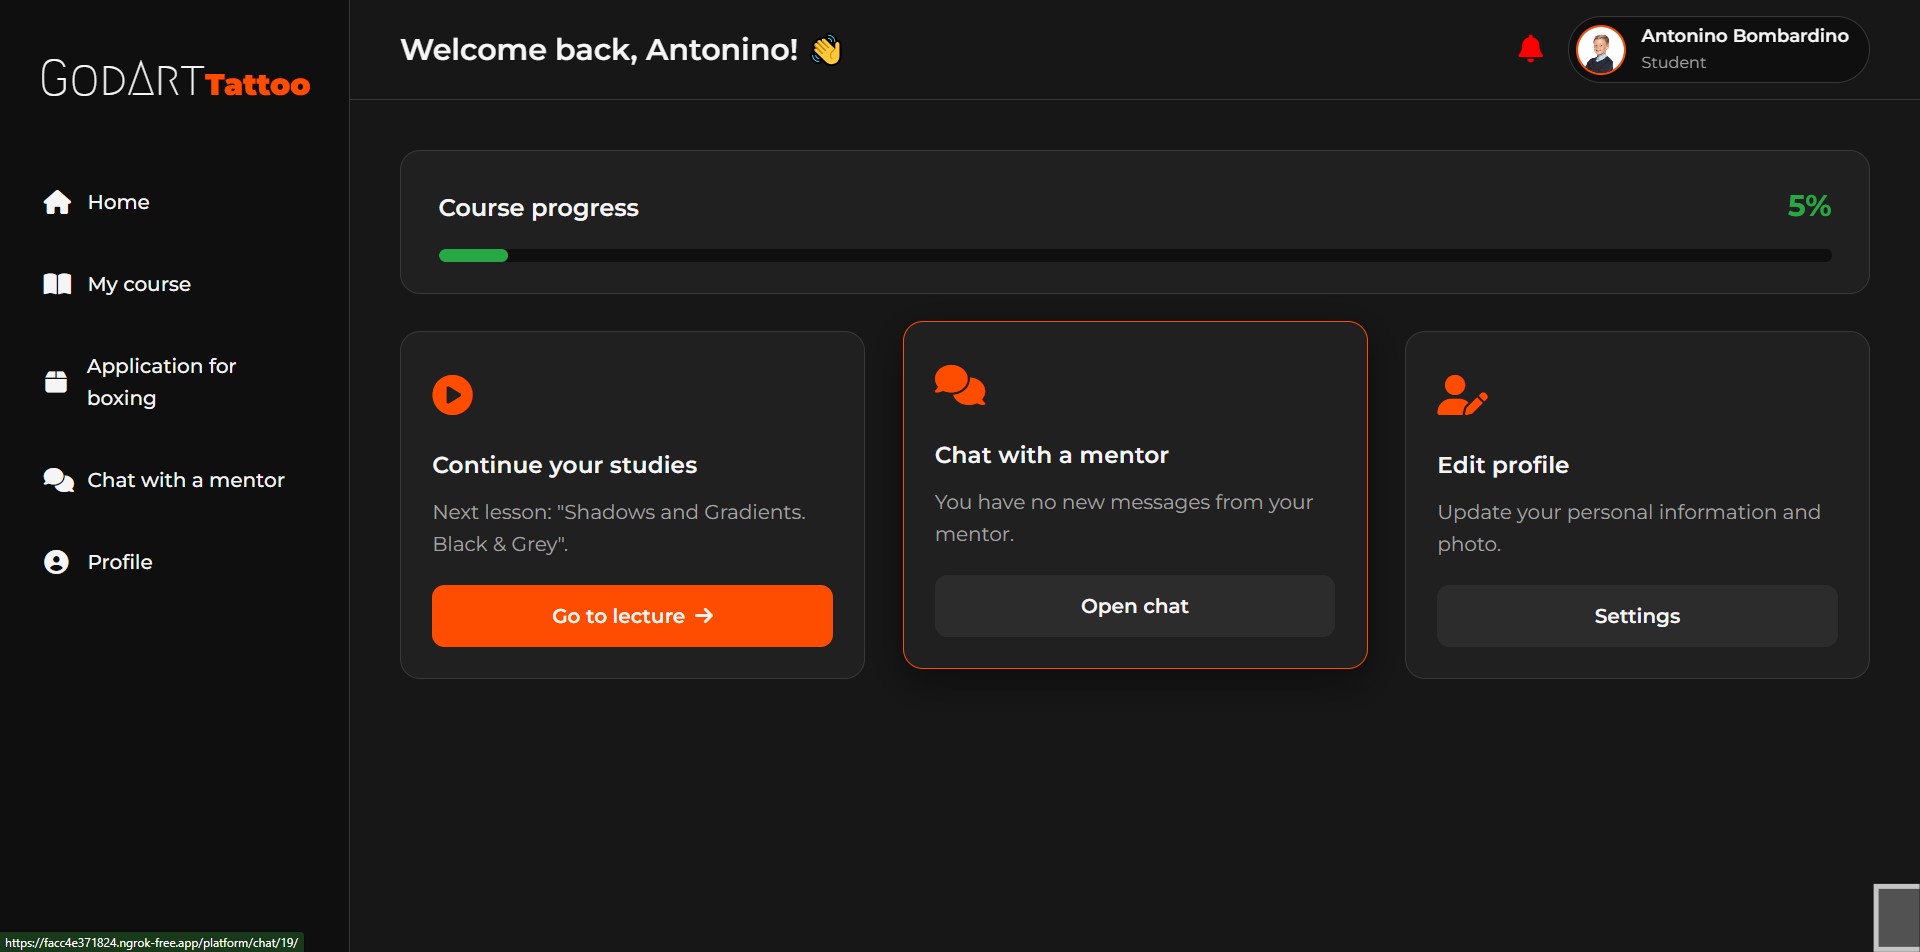 GODART Tattoo
Welcome back, Antonino! 👋
Antonino Bombardino
Student
Home
My course
Application for
boxing
Chat with a mentor
Profile
Course progress
5%
Continue your studies
Next lesson: "Shadows and Gradients.
Black & Grey".
Go to lecture →
Chat with a mentor
You have no new messages from your
mentor.
Open chat
Edit profile
Update your personal information and
photo.
Settings
https://facc4e371824.ngrok-free.app/platform/chat/19/